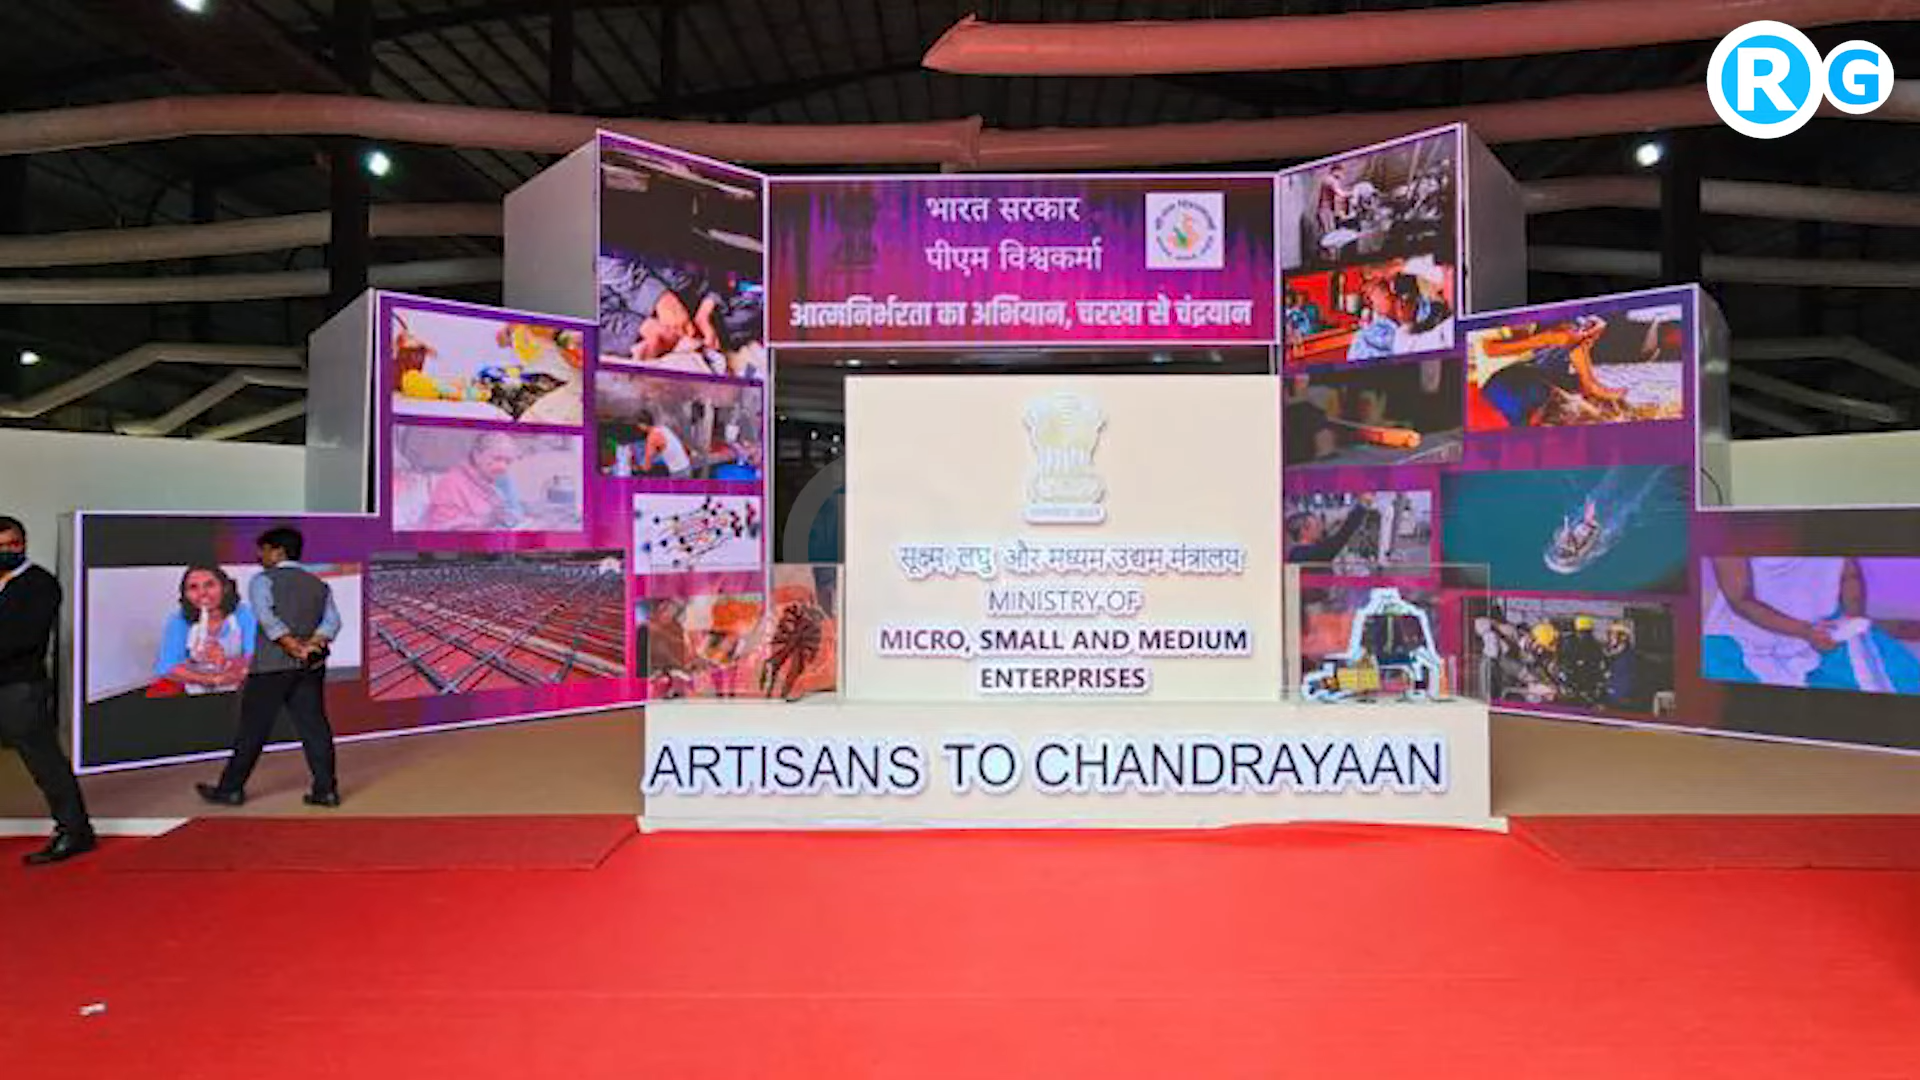 RG
भारत सरकार
पीएम विश्वकर्मा
आत्मनिर्भरता का अभियान, चरखा से चंद्रयान
सूक्ष्म, लघु और मध्यम उद्यम मंत्रालय
MINISTRY OF
MICRO, SMALL AND MEDIUM
ENTERPRISES
ARTISANS TO CHANDRAYAAN